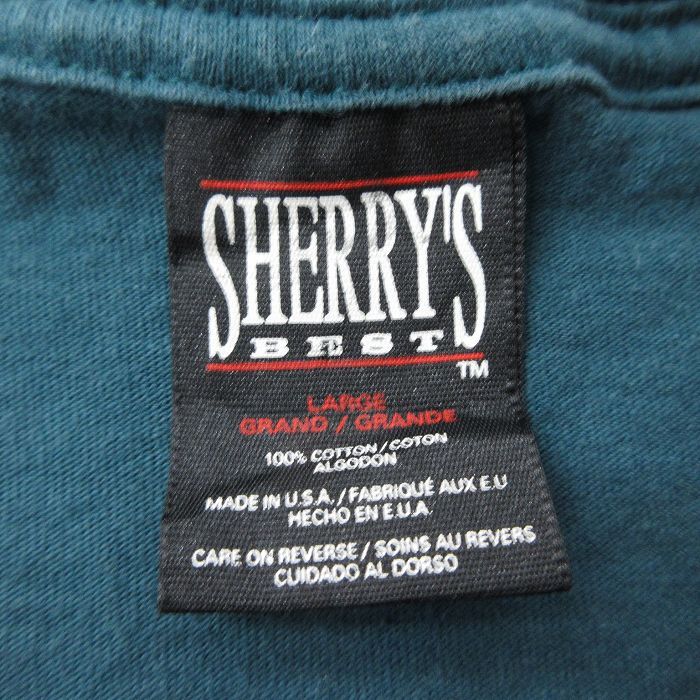 SHERRY'S
BEST
TM
LARGE
GRAND / GRANDE
100% COTTON / COTON
ALGODON
MADE IN U.S.A. / FABRIQUÉ AUX E.U
HECHO EN E.U.A
CARE ON REVERSE / SOINS AU REVERS
CUIDADO AL DORSO